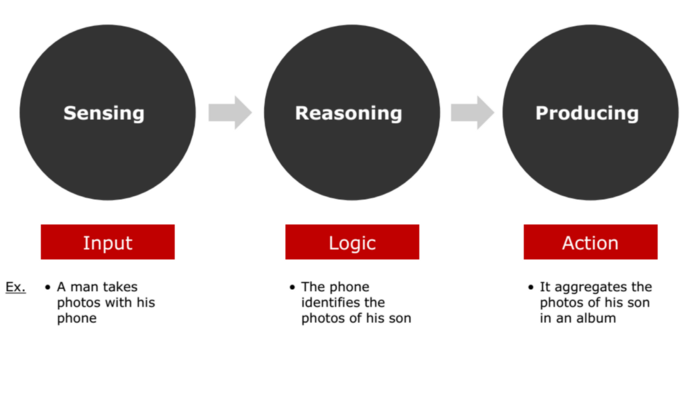 Sensing
Reasoning
Producing
Input
Logic
Action
Ex.
• A man takes
photos with his
phone
• The phone
identifies the
photos of his son
• It aggregates the
photos of his son
in an album